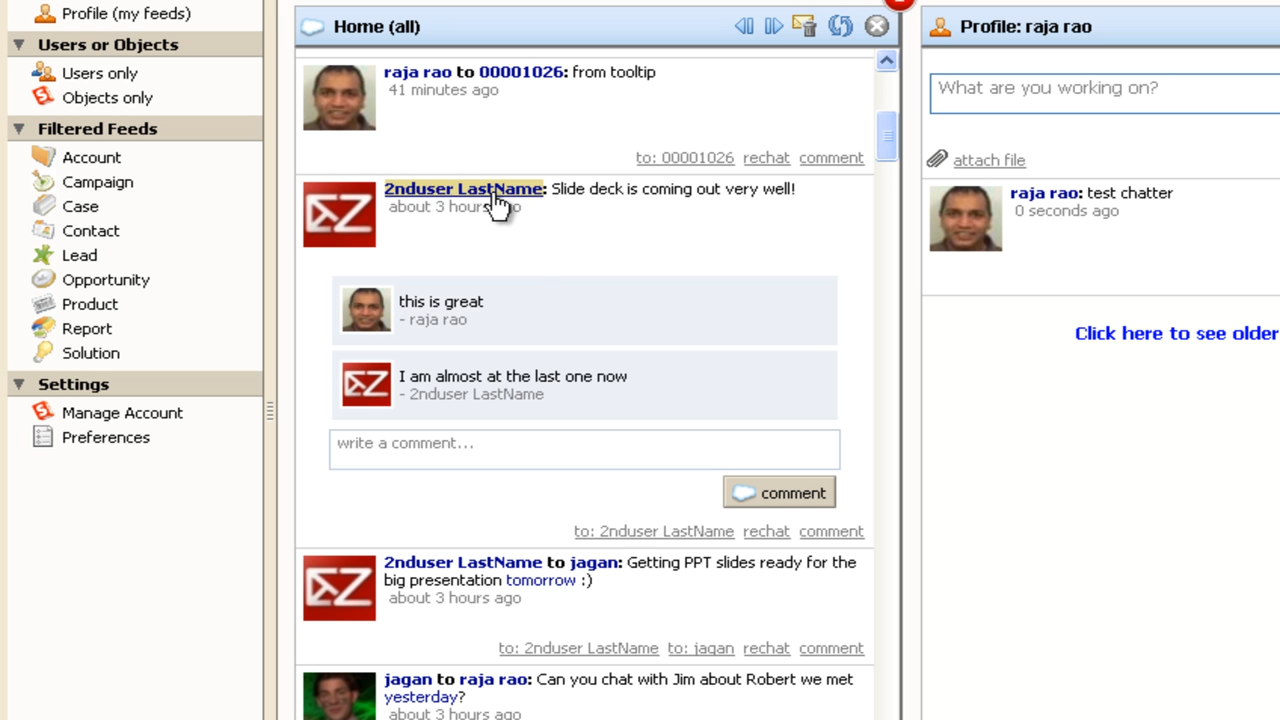 Profile (my feeds)
Users or Objects
Users only
Objects only
Filtered Feeds
Account
Campaign
Case
Contact
Lead
Opportunity
Product
Report
Solution
Settings
Manage Account
Preferences
Home (all)
raja rao to 00001026: from tooltip
41 minutes ago
to: 00001026 rechat comment
2nduser LastName: Slide deck is coming out very well!
about 3 hours
this is great
- raja rao
I am almost at the last one now
- 2nduser LastName
write a comment...
comment
to: 2nduser LastName rechat comment
2nduser LastName to jagan: Getting PPT slides ready for the
big presentation tomorrow :)
about 3 hours ago
to: 2nduser LastName to: jagan rechat comment
jagan to raja rao: Can you chat with Jim about Robert we met
yesterday?
about 3 hours ago
Profile: raja rao
What are you working on?
attach file
raja rao: test chatter
0 seconds ago
Click here to see older